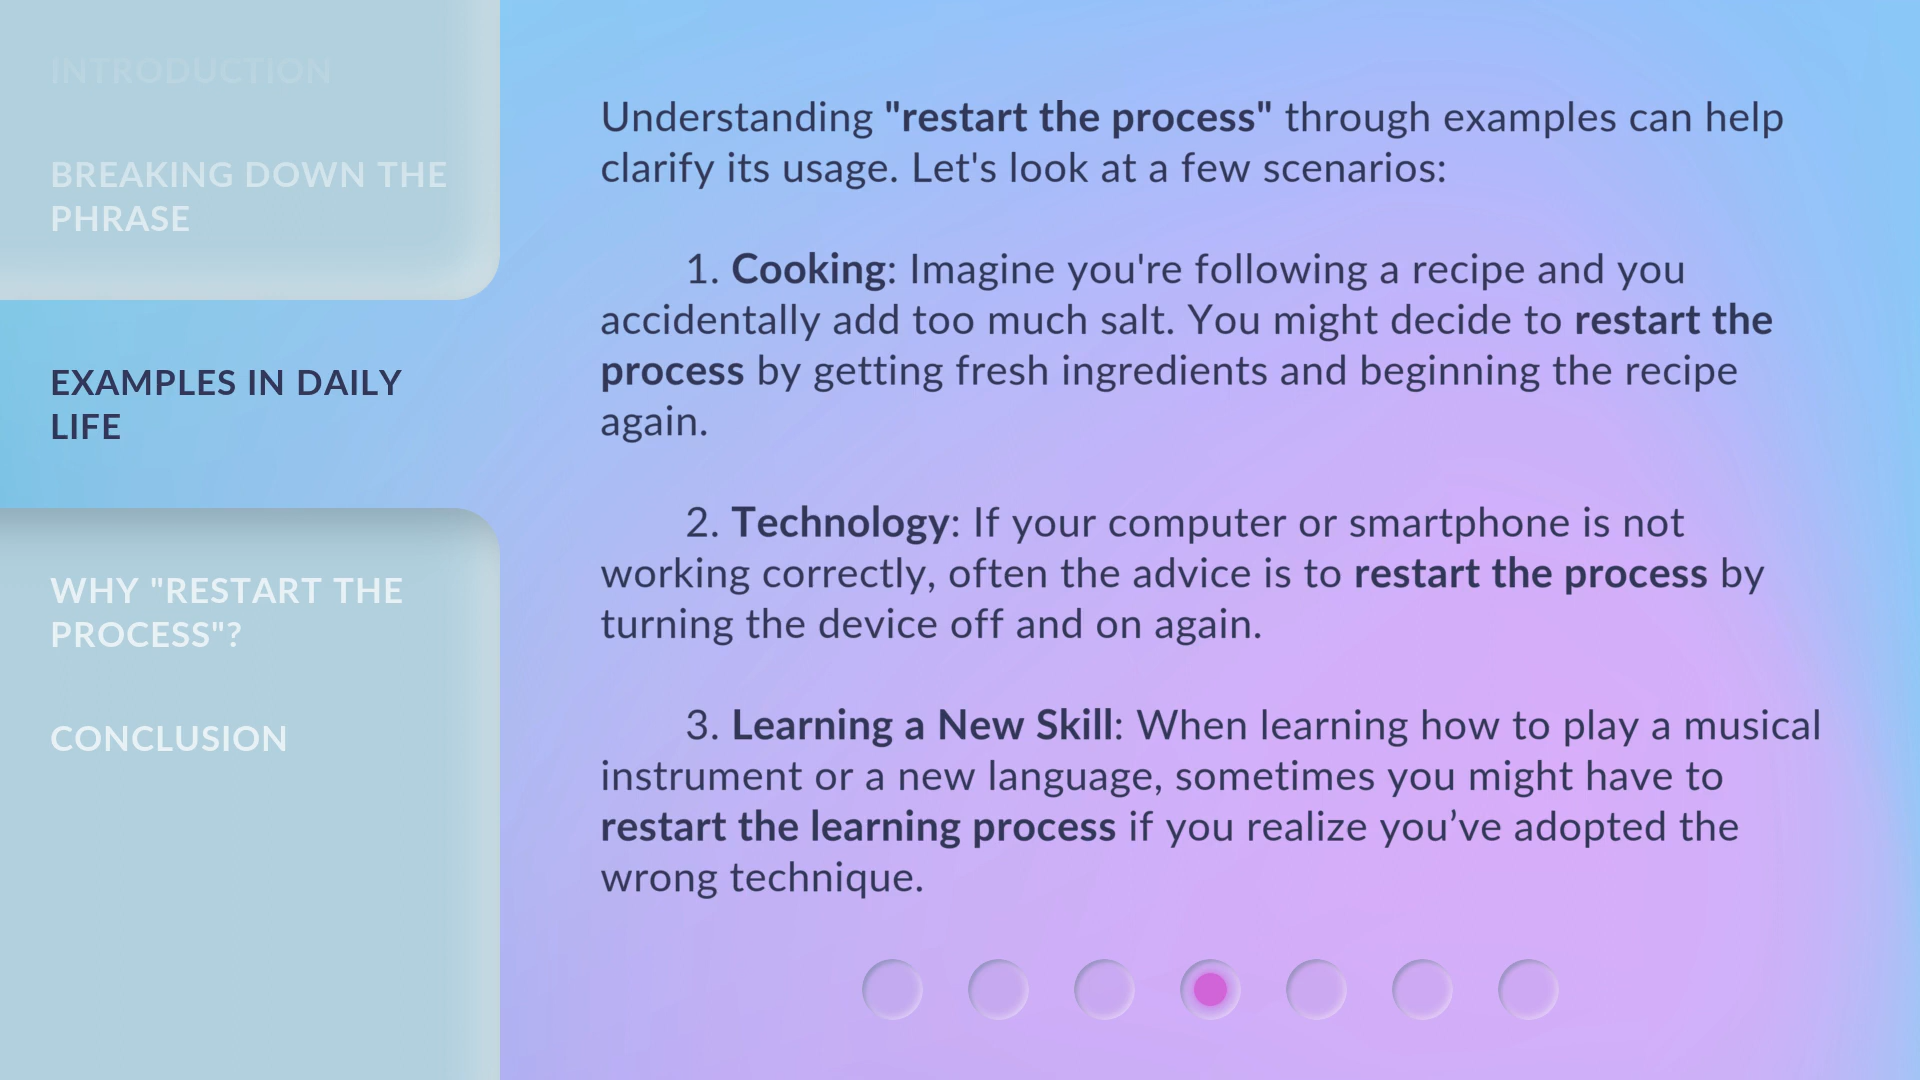 INTRODUCTION
BREAKING DOWN THE
PHRASE
EXAMPLES IN DAILY
LIFE
WHY "RESTART THE
PROCESS"?
CONCLUSION
Understanding "restart the process" through examples can help
clarify its usage. Let's look at a few scenarios:
1. Cooking: Imagine you're following a recipe and you
accidentally add too much salt. You might decide to restart the
process by getting fresh ingredients and beginning the recipe
again.
2. Technology: If your computer or smartphone is not
working correctly, often the advice is to restart the process by
turning the device off and on again.
3. Learning a New Skill: When learning how to play a musical
instrument or a new language, sometimes you might have to
restart the learning process if you realize you’ve adopted the
wrong technique.